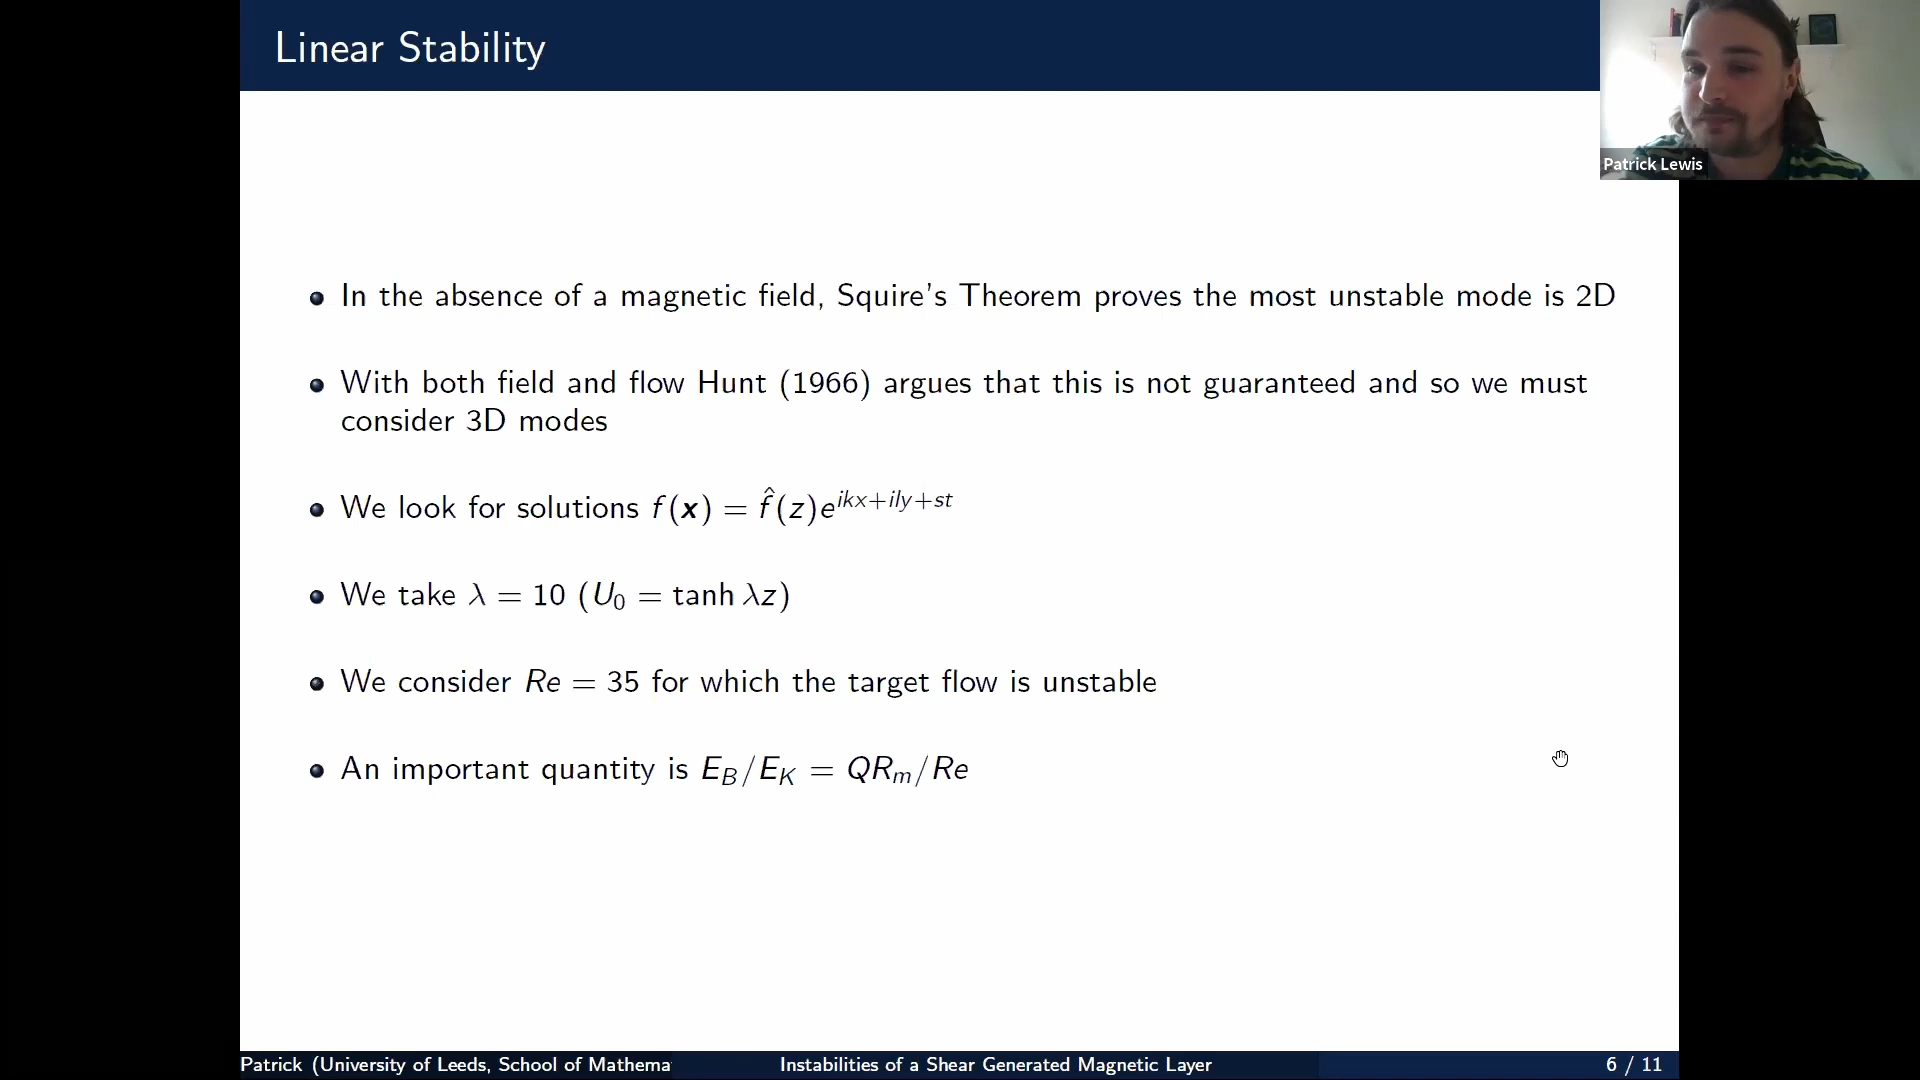 Linear Stability
Patrick Lewis
• In the absence of a magnetic field, Squire's Theorem proves the most unstable mode is 2D
• With both field and flow Hunt (1966) argues that this is not guaranteed and so we must
consider 3D modes
• We look for solutions f(x) = f̂(z)e^{ikx+ily+st}
• We take λ = 10 (U₀ = tanh λz)
• We consider Re = 35 for which the target flow is unstable
• An important quantity is E_B/E_K = QR_m/Re
Patrick (University of Leeds, School of Mathema
Instabilities of a Shear Generated Magnetic Layer
6 / 11